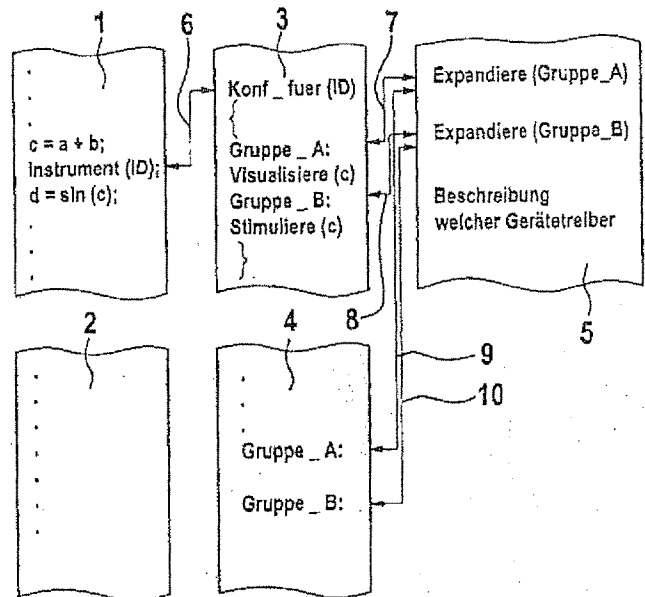 1
6
3
7
c = a + b;
Instrument (ID);
d = sin (c);
Konf _ fuer (ID)
{
Gruppe _ A:
Visualisiere (c)
Gruppe _ B:
Stimuliere (c)
}
Expandiere (Gruppe_A)
Expandiere (Gruppe_B)
Beschreibung
welcher Gerätetreiber
5
8
9
10
2
4
Gruppe _ A:
Gruppe _ B: